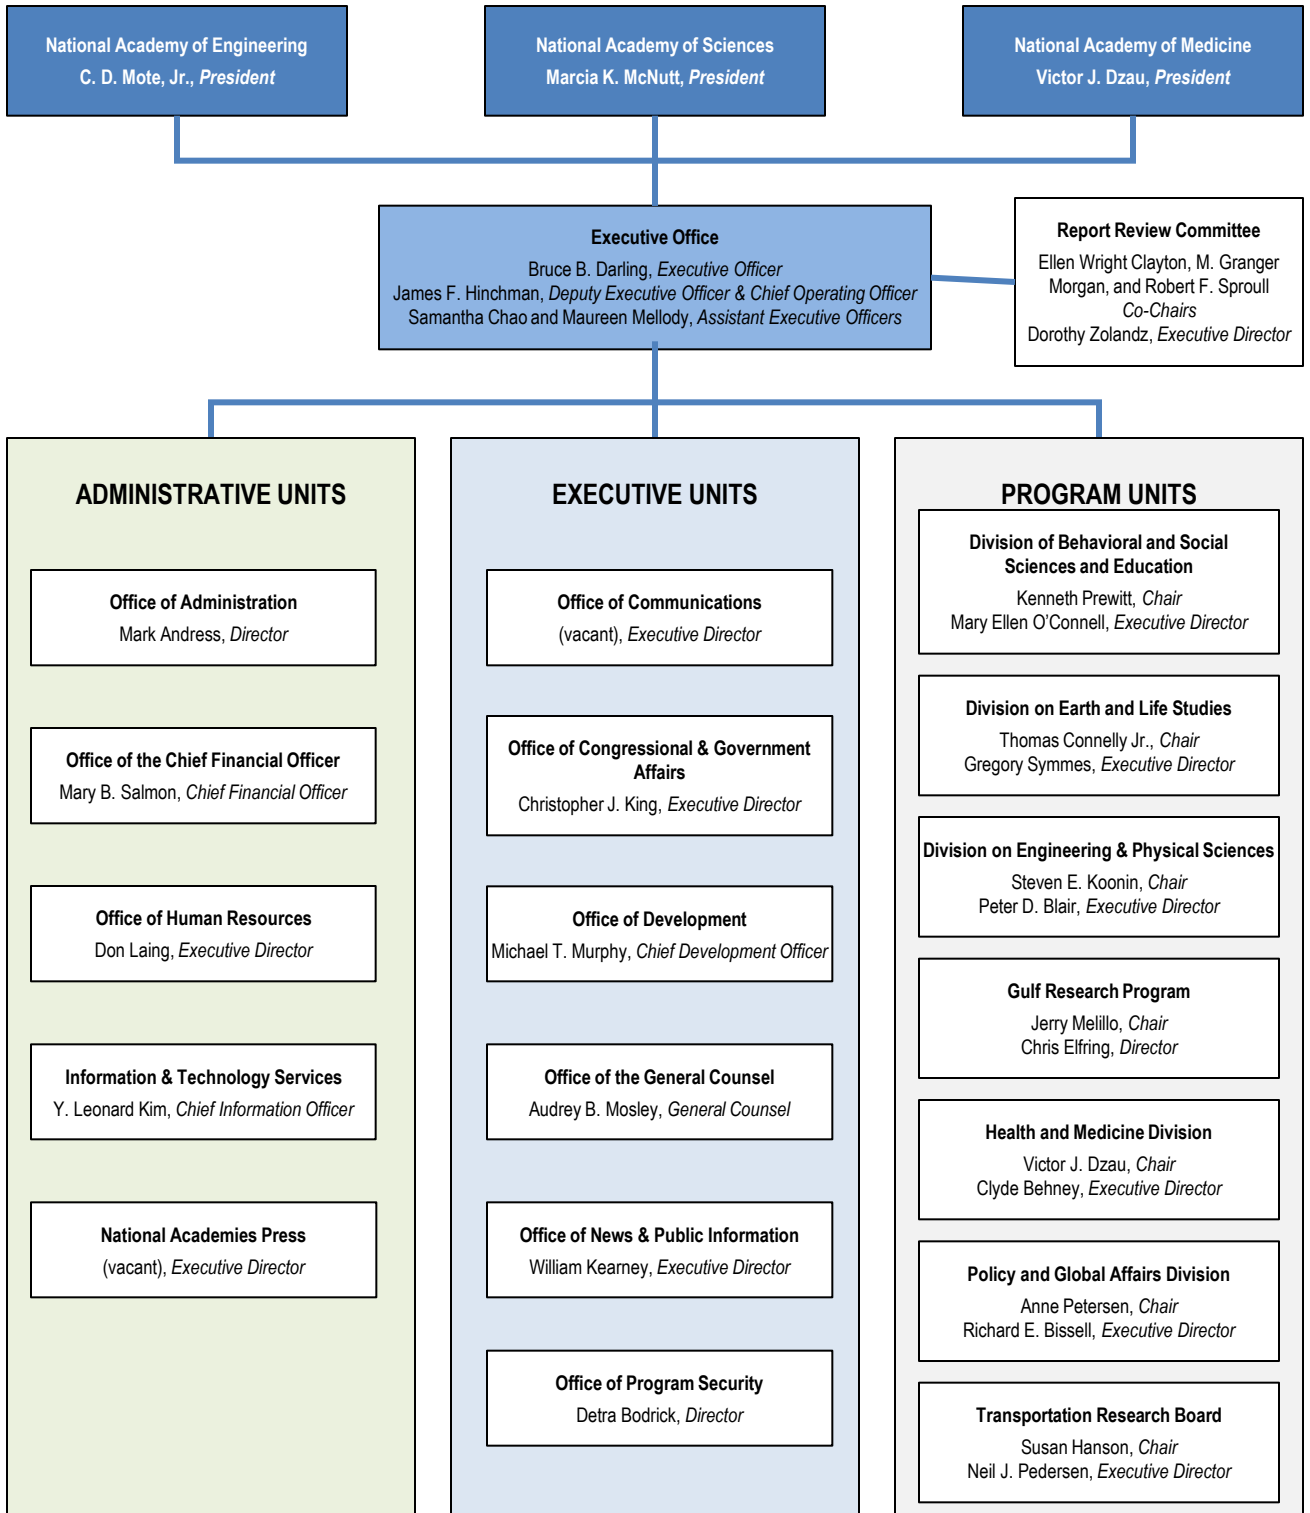 National Academy of Engineering
C. D. Mote, Jr., President
National Academy of Sciences
Marcia K. McNutt, President
National Academy of Medicine
Victor J. Dzau, President
Executive Office
Bruce B. Darling, Executive Officer
James F. Hinchman, Deputy Executive Officer & Chief Operating Officer
Samantha Chao and Maureen Mellody, Assistant Executive Officers
Report Review Committee
Ellen Wright Clayton, M. Granger
Morgan, and Robert F. Sproull
Co-Chairs
Dorothy Zolandz, Executive Director
ADMINISTRATIVE UNITS
Office of Administration
Mark Andress, Director
Office of the Chief Financial Officer
Mary B. Salmon, Chief Financial Officer
Office of Human Resources
Don Laing, Executive Director
Information & Technology Services
Y. Leonard Kim, Chief Information Officer
National Academies Press
(vacant), Executive Director
EXECUTIVE UNITS
Office of Communications
(vacant), Executive Director
Office of Congressional & Government
Affairs
Christopher J. King, Executive Director
Office of Development
Michael T. Murphy, Chief Development Officer
Office of the General Counsel
Audrey B. Mosley, General Counsel
Office of News & Public Information
William Kearney, Executive Director
Office of Program Security
Detra Bodrick, Director
PROGRAM UNITS
Division of Behavioral and Social
Sciences and Education
Kenneth Prewitt, Chair
Mary Ellen O’Connell, Executive Director
Division on Earth and Life Studies
Thomas Connelly Jr., Chair
Gregory Symmes, Executive Director
Division on Engineering & Physical Sciences
Steven E. Koonin, Chair
Peter D. Blair, Executive Director
Gulf Research Program
Jerry Melillo, Chair
Chris Elfring, Director
Health and Medicine Division
Victor J. Dzau, Chair
Clyde Behney, Executive Director
Policy and Global Affairs Division
Anne Petersen, Chair
Richard E. Bissell, Executive Director
Transportation Research Board
Susan Hanson, Chair
Neil J. Pedersen, Executive Director